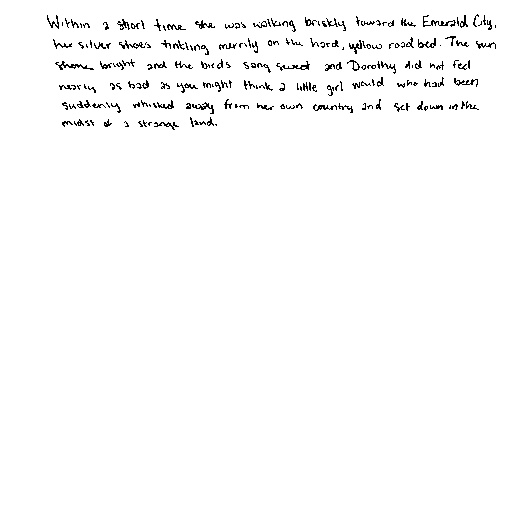 Within a short time she was walking briskly toward the Emerald City,
her silver shoes tinkling merrily on the hard, yellow roadbed. The sun
shone bright and the birds sang sweet and Dorothy did not feel
nearly as bad as you might think a little girl would who had been
suddenly whisked away from her own country and set down in the
midst of a strange land.